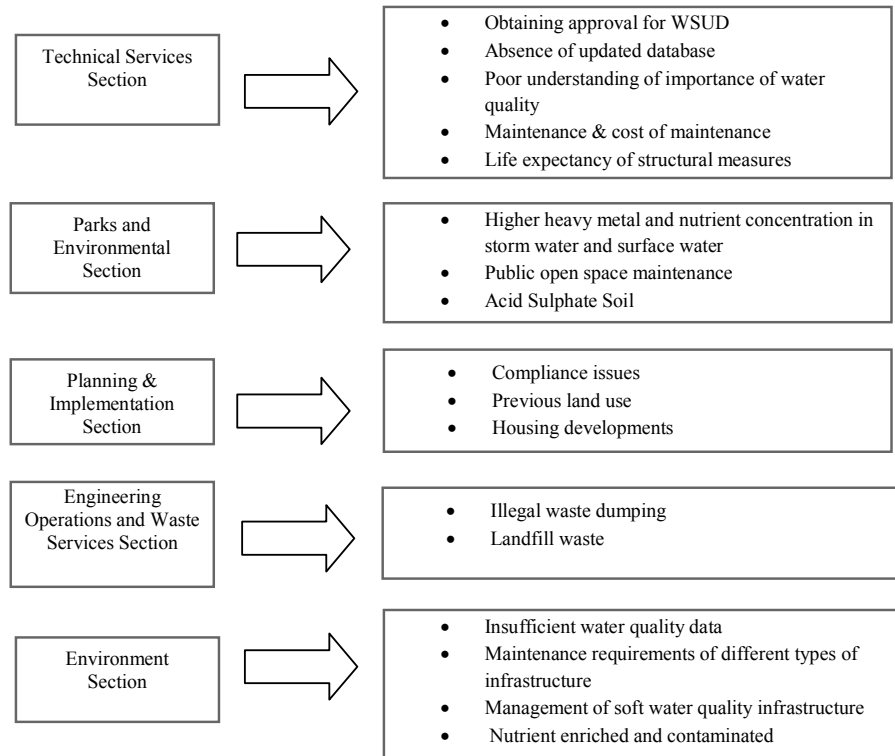 Technical Services
Section
• Obtaining approval for WSUD
• Absence of updated database
• Poor understanding of importance of water
quality
• Maintenance & cost of maintenance
• Life expectancy of structural measures
Parks and
Environmental
Section
• Higher heavy metal and nutrient concentration in
storm water and surface water
• Public open space maintenance
• Acid Sulphate Soil
Planning &
Implementation
Section
• Compliance issues
• Previous land use
• Housing developments
Engineering
Operations and Waste
Services Section
• Illegal waste dumping
• Landfill waste
Environment
Section
• Insufficient water quality data
• Maintenance requirements of different types of
infrastructure
• Management of soft water quality infrastructure
• Nutrient enriched and contaminated